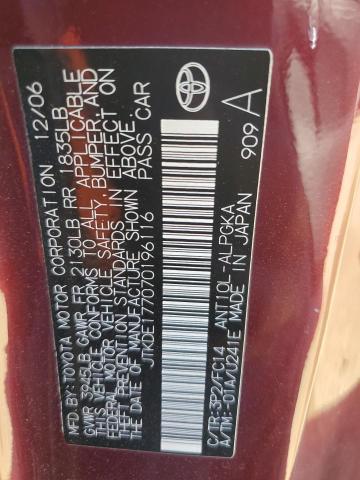 MFD. BY: TOYOTA MOTOR CORPORATION 12/06
GVWR 3945LB GAWR FR 2130LB RR 1835LB
THIS VEHICLE CONFORMS TO ALL APPLICABLE
FEDERAL MOTOR VEHICLE SAFETY, BUMPER, AND
THEFT PREVENTION STANDARDS IN EFFECT ON
THE DATE OF MANUFACTURE SHOWN ABOVE.
JTKDE177070196116 PASS CAR
C/TR: 3P2/FC14 ANT10L-ALPGKA 909 A
A/TM: -01A/U241E MADE IN JAPAN